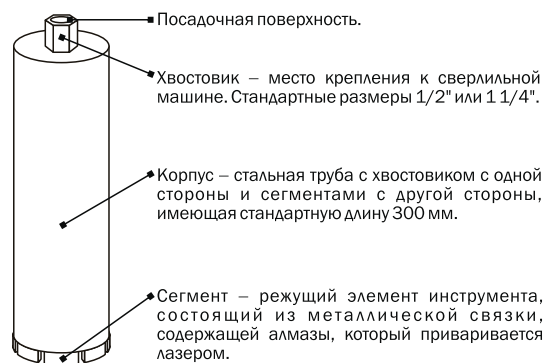 Посадочная поверхность.
Хвостовик – место крепления к сверлильной
машине. Стандартные размеры 1/2" или 1 1/4".
Корпус – стальная труба с хвостовиком с одной
стороны и сегментами с другой стороны,
имеющая стандартную длину 300 мм.
Сегмент – режущий элемент инструмента,
состоящий из металлической связки,
содержащей алмазы, который приваривается
лазером.